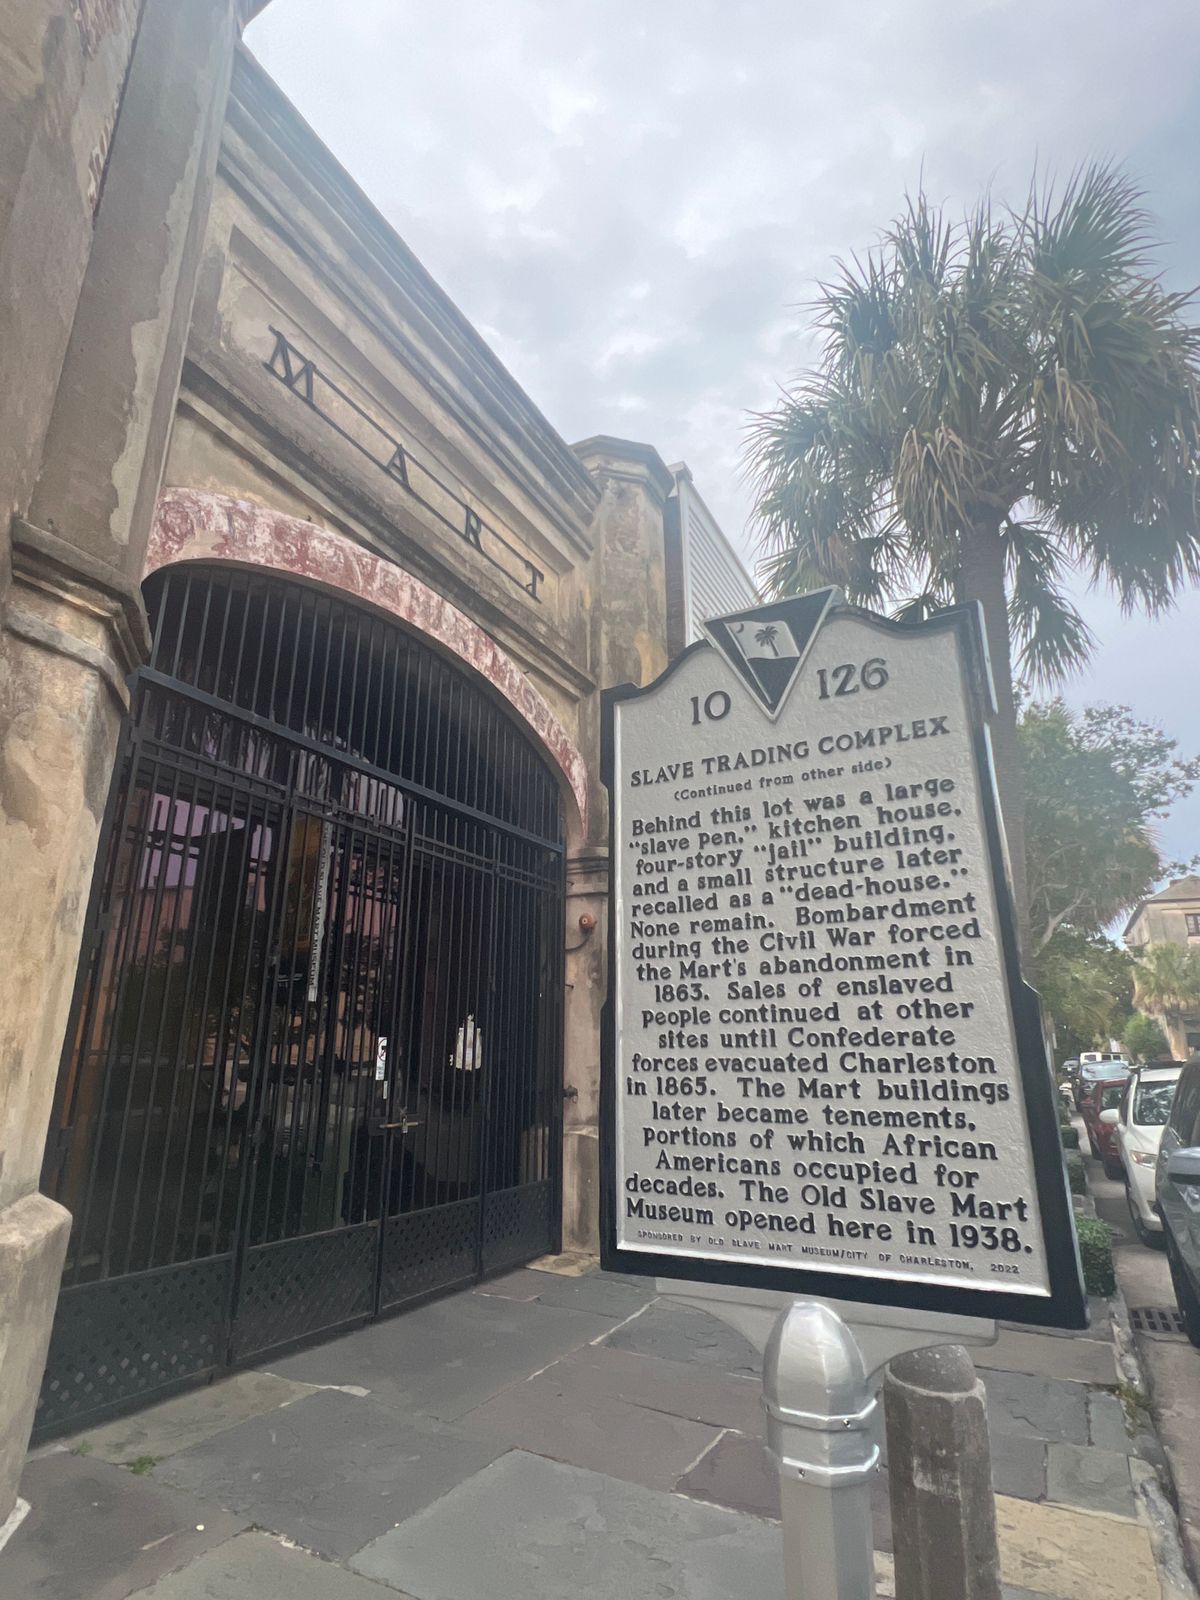 MART
10 126
SLAVE TRADING COMPLEX
(Continued from other side)
Behind this lot was a large
"slave pen," kitchen house,
four-story "jail" building,
and a small structure later
recalled as a "dead-house."
None remain. Bombardment
during the Civil War forced
the Mart's abandonment in
1863. Sales of enslaved
people continued at other
sites until Confederate
forces evacuated Charleston
in 1865. The Mart buildings
later became tenements,
portions of which African
Americans occupied for
decades. The Old Slave Mart
Museum opened here in 1938.
SPONSORED BY OLD SLAVE MART MUSEUM/CITY OF CHARLESTON, 2022
OLD SLAVE MART MUSEUM